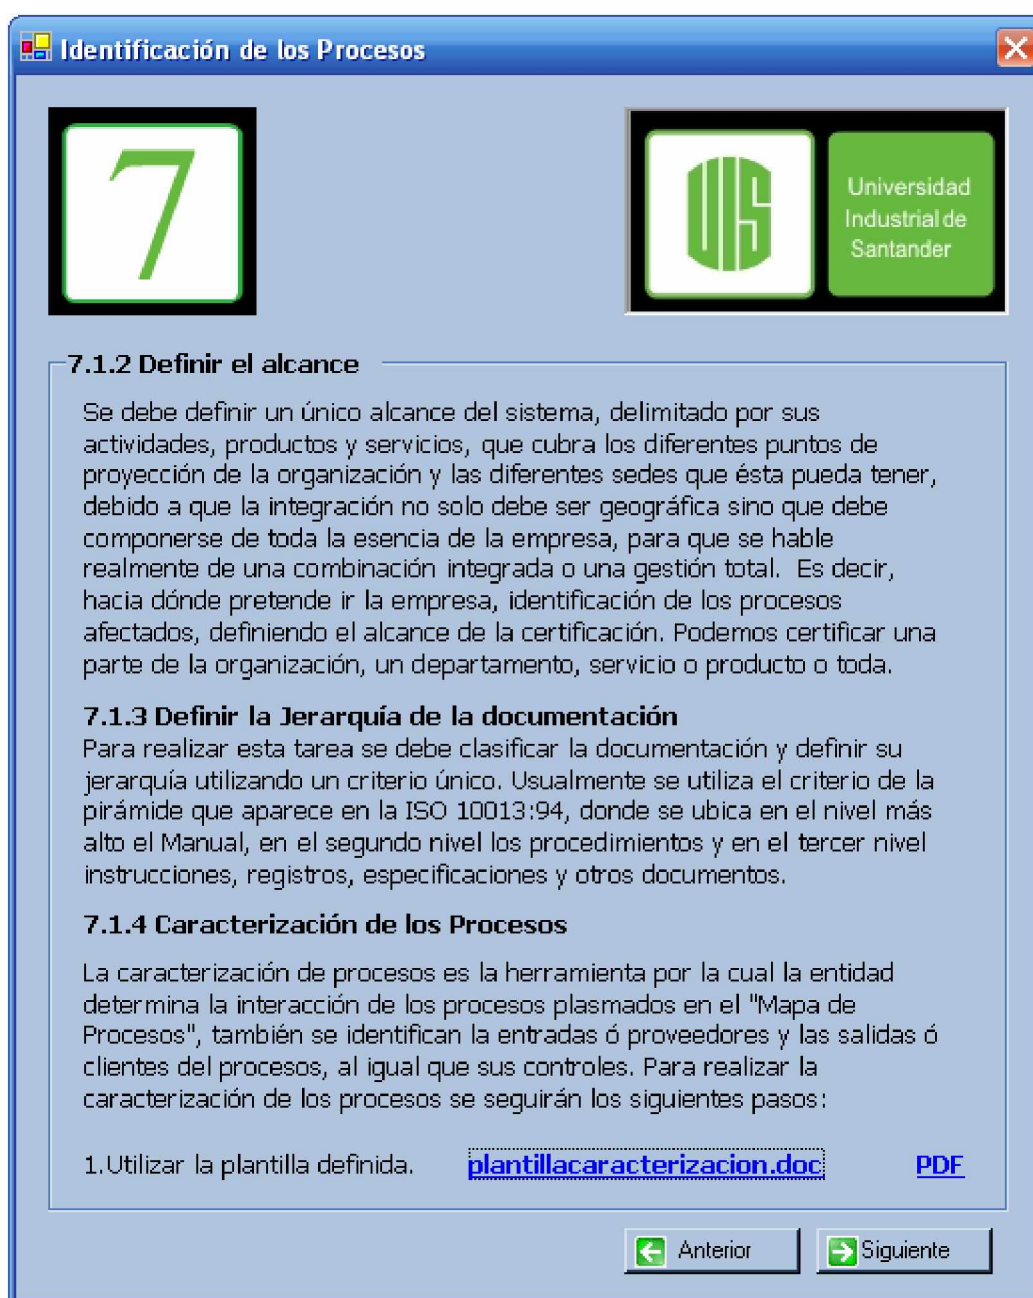 Identificación de los Procesos
7
UIS
Universidad
Industrial de
Santander
7.1.2 Definir el alcance
Se debe definir un único alcance del sistema, delimitado por sus
actividades, productos y servicios, que cubra los diferentes puntos de
proyección de la organización y las diferentes sedes que ésta pueda tener,
debido a que la integración no solo debe ser geográfica sino que debe
componerse de toda la esencia de la empresa, para que se hable
realmente de una combinación integrada o una gestión total.  Es decir,
hacia dónde pretende ir la empresa, identificación de los procesos
afectados, definiendo el alcance de la certificación. Podemos certificar una
parte de la organización, un departamento, servicio o producto o toda.
7.1.3 Definir la Jerarquía de la documentación
Para realizar esta tarea se debe clasificar la documentación y definir su
jerarquía utilizando un criterio único. Usualmente se utiliza el criterio de la
pirámide que aparece en la ISO 10013:94, donde se ubica en el nivel más
alto el Manual, en el segundo nivel los procedimientos y en el tercer nivel
instrucciones, registros, especificaciones y otros documentos.
7.1.4 Caracterización de los Procesos
La caracterización de procesos es la herramienta por la cual la entidad
determina la interacción de los procesos plasmados en el "Mapa de
Procesos", también se identifican la entradas ó proveedores y las salidas ó
clientes del procesos, al igual que sus controles. Para realizar la
caracterización de los procesos se seguirán los siguientes pasos:
1.Utilizar la plantilla definida. plantillacaracterizacion.doc PDF
Anterior Siguiente